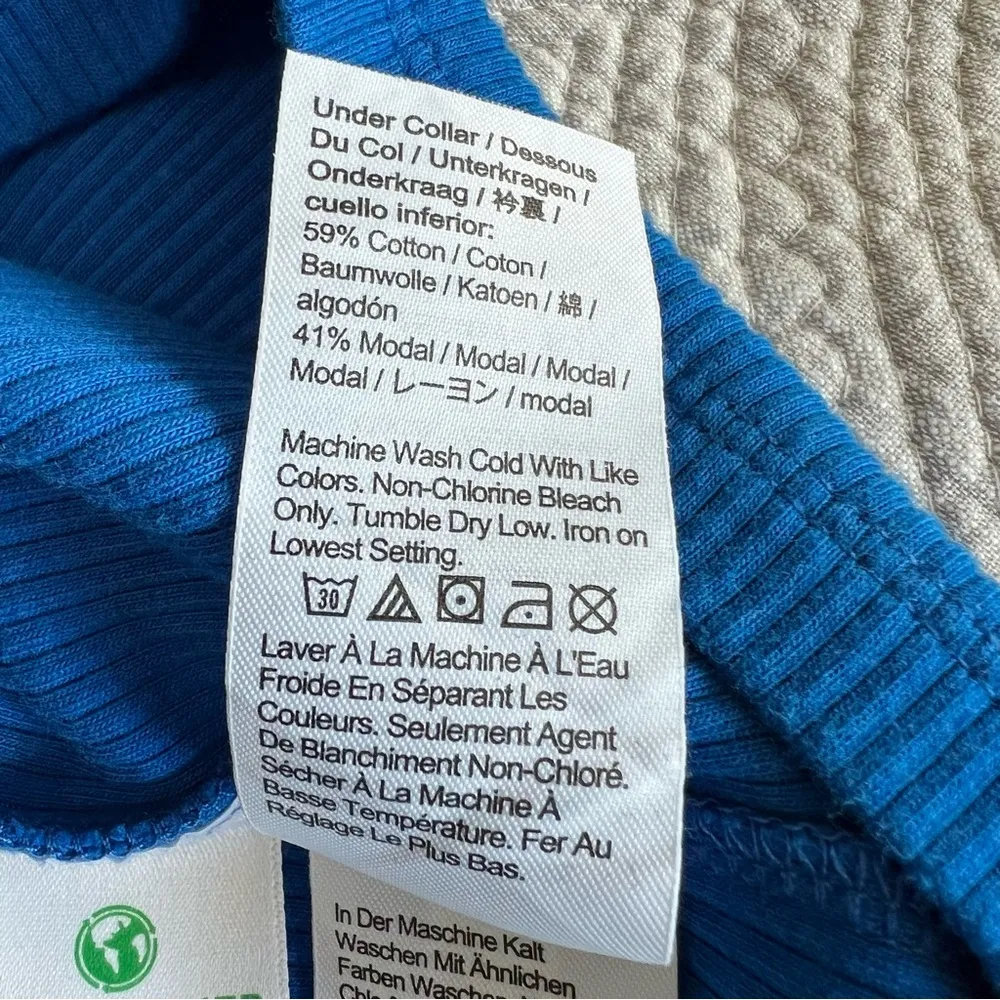 Under Collar / Dessous
Du Col / Unterkragen /
Onderkraag / 衿裏 /
cuello inferior:
59% Cotton / Coton /
Baumwolle / Katoen / 綿 /
algodón
41% Modal / Modal / Modal /
Modal / レーヨン / modal
Machine Wash Cold With Like
Colors. Non-Chlorine Bleach
Only. Tumble Dry Low. Iron on
Lowest Setting.
30
Laver À La Machine À L'Eau
Froide En Séparant Les
Couleurs. Seulement Agent
De Blanchiment Non-Chloré.
Sécher À La Machine À
Basse Température. Fer Au
Réglage Le Plus Bas.
In Der Maschine Kalt
Waschen Mit Ähnlichen
Farben